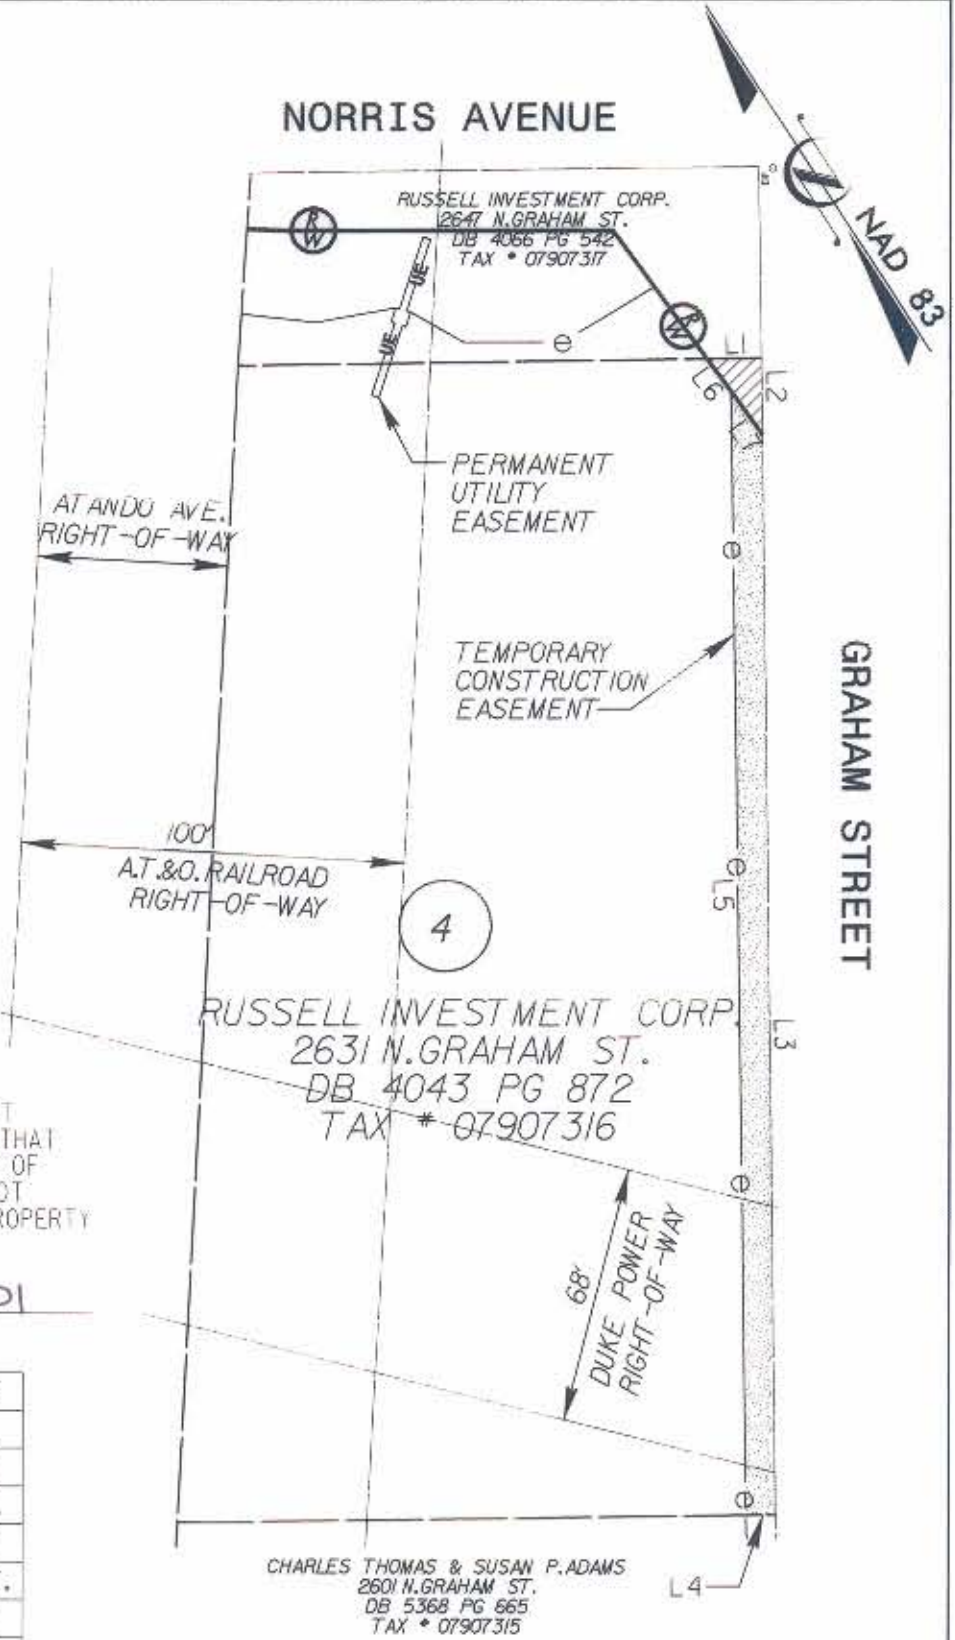 NORRIS AVENUE
NAD 83
RUSSELL INVESTMENT CORP.
2647 N.GRAHAM ST.
DB 4066 PG 542
TAX * 07907317
R/W
UE
UE
e
R/W
L1
L2
L6
PERMANENT
UTILITY
EASEMENT
ATANDO AVE.
RIGHT-OF-WAY
e
TEMPORARY
CONSTRUCTION
EASEMENT
GRAHAM STREET
100'
A.T.&O. RAILROAD
RIGHT-OF-WAY
e
L5
4
RUSSELL INVESTMENT CORP.
2631 N.GRAHAM ST.
DB 4043 PG 872
TAX * 07907316
L3
T
THAT
OF
OT
ROPERTY
e
68'
DUKE POWER
RIGHT-OF-WAY
e
CHARLES THOMAS & SUSAN P.ADAMS
2601 N.GRAHAM ST.
DB 5368 PG 665
TAX * 07907315
L4